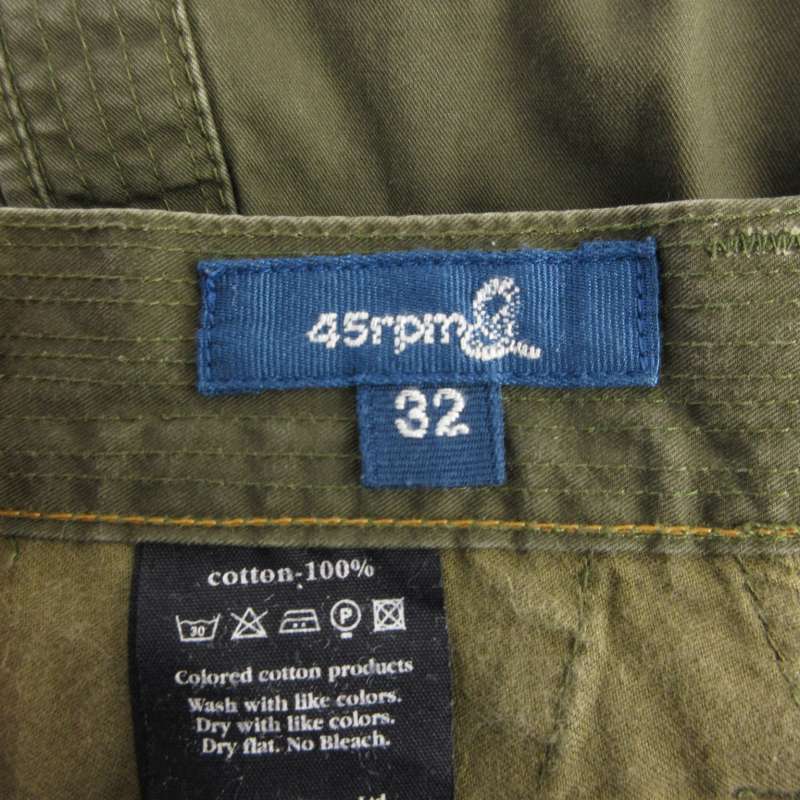 45rpm
32
cotton-100%
30 P
Colored cotton products
Wash with like colors.
Dry with like colors.
Dry flat. No Bleach.